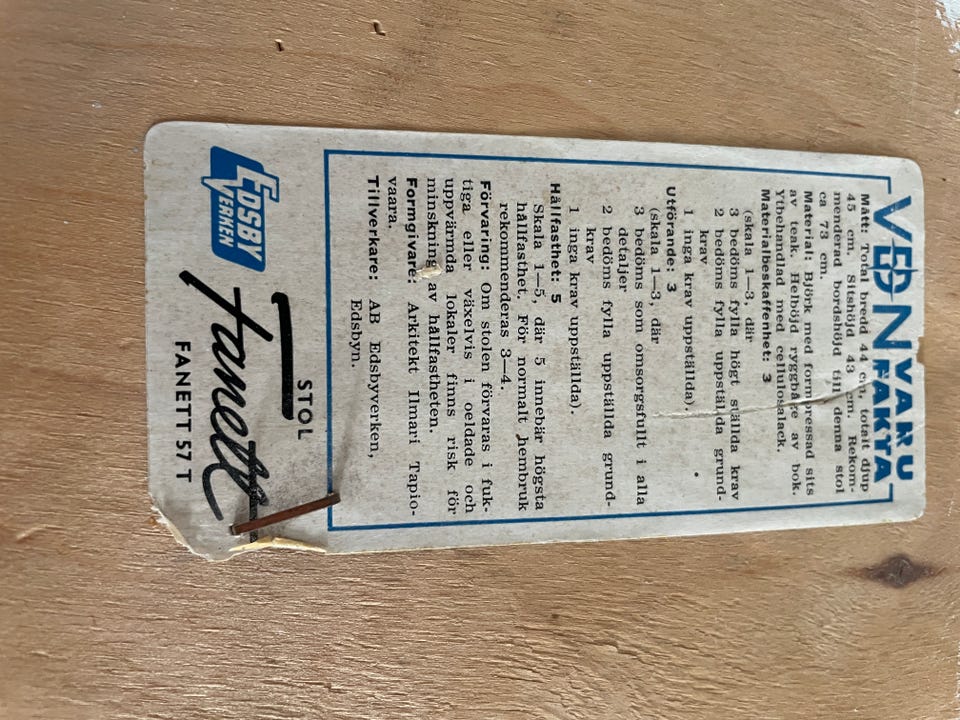 VDN VARU
FAKTA
Mått: Total bredd 44 cm, totalt djup
45 cm. Sitshöjd 43 cm. Rekom-
menderad bordshöjd till denna stol
ca 73 cm.
Material: Björk med formpressad sits
av teak. Helböjd ryggbåge av bok.
Ytbehandlad med cellulosalack.
Materialbeskaffenhet: 3
(skala 1—3, där
3 bedöms fylla högt ställda krav
2 bedöms fylla uppställda grund-
krav
1 inga krav uppställda).
Utförande: 3
(skala 1—3, där
3 bedöms som omsorgsfullt i alla
detaljer
2 bedöms fylla uppställda grund-
krav
1 inga krav uppställda).
Hållfasthet: 5
Skala 1—5, där 5 innebär högsta
hållfasthet. För normalt hembruk
rekommenderas 3—4.
Förvaring: Om stolen förvaras i fuk-
tiga eller växelvis i oeldade och
uppvärmda lokaler finns risk för
minskning av hållfastheten.
Formgivare: Arkitekt Ilmari Tapio-
vaara.
Tillverkare: AB Edsbyverken,
Edsbyn.
EDSBY
VERKEN
STOL
Fanett
FANETT 57 T